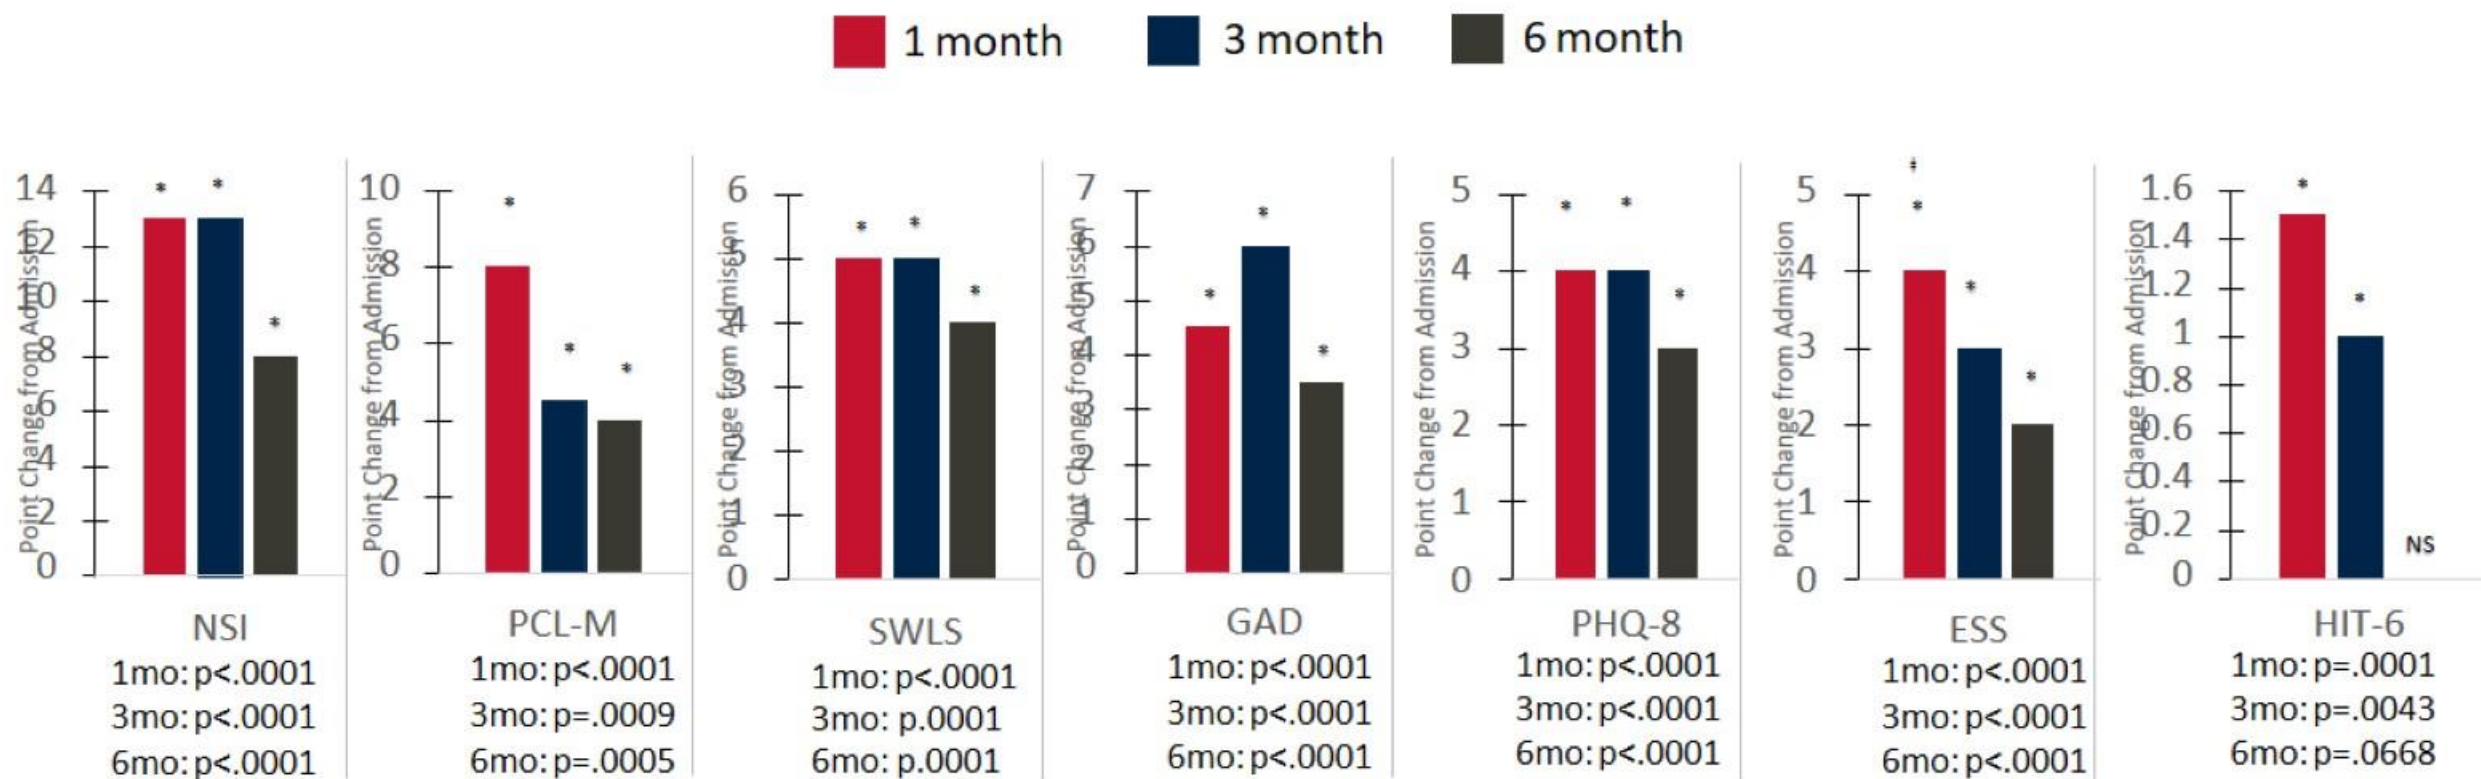 1 month 3 month 6 month
Point Change from Admission
14
12
10
8
6
4
2
0
* * *
NSI
1mo: p<.0001
3mo: p<.0001
6mo: p<.0001
Point Change from Admission
10
8
6
4
2
0
* * *
PCL-M
1mo: p<.0001
3mo: p=.0009
6mo: p=.0005
Point Change from Admission
6
5
4
3
2
1
0
* * *
SWLS
1mo: p<.0001
3mo: p.0001
6mo: p.0001
Point Change from Admission
7
6
5
4
3
2
1
0
* * *
GAD
1mo: p<.0001
3mo: p<.0001
6mo: p<.0001
Point Change from Admission
5
4
3
2
1
0
* * *
PHQ-8
1mo: p<.0001
3mo: p<.0001
6mo: p<.0001
Point Change from Admission
5
4
3
2
1
0
* * *
ESS
1mo: p<.0001
3mo: p<.0001
6mo: p<.0001
Point Change from Admission
1.6
1.4
1.2
1
0.8
0.6
0.4
0.2
0
* * NS
HIT-6
1mo: p=.0001
3mo: p=.0043
6mo: p=.0668